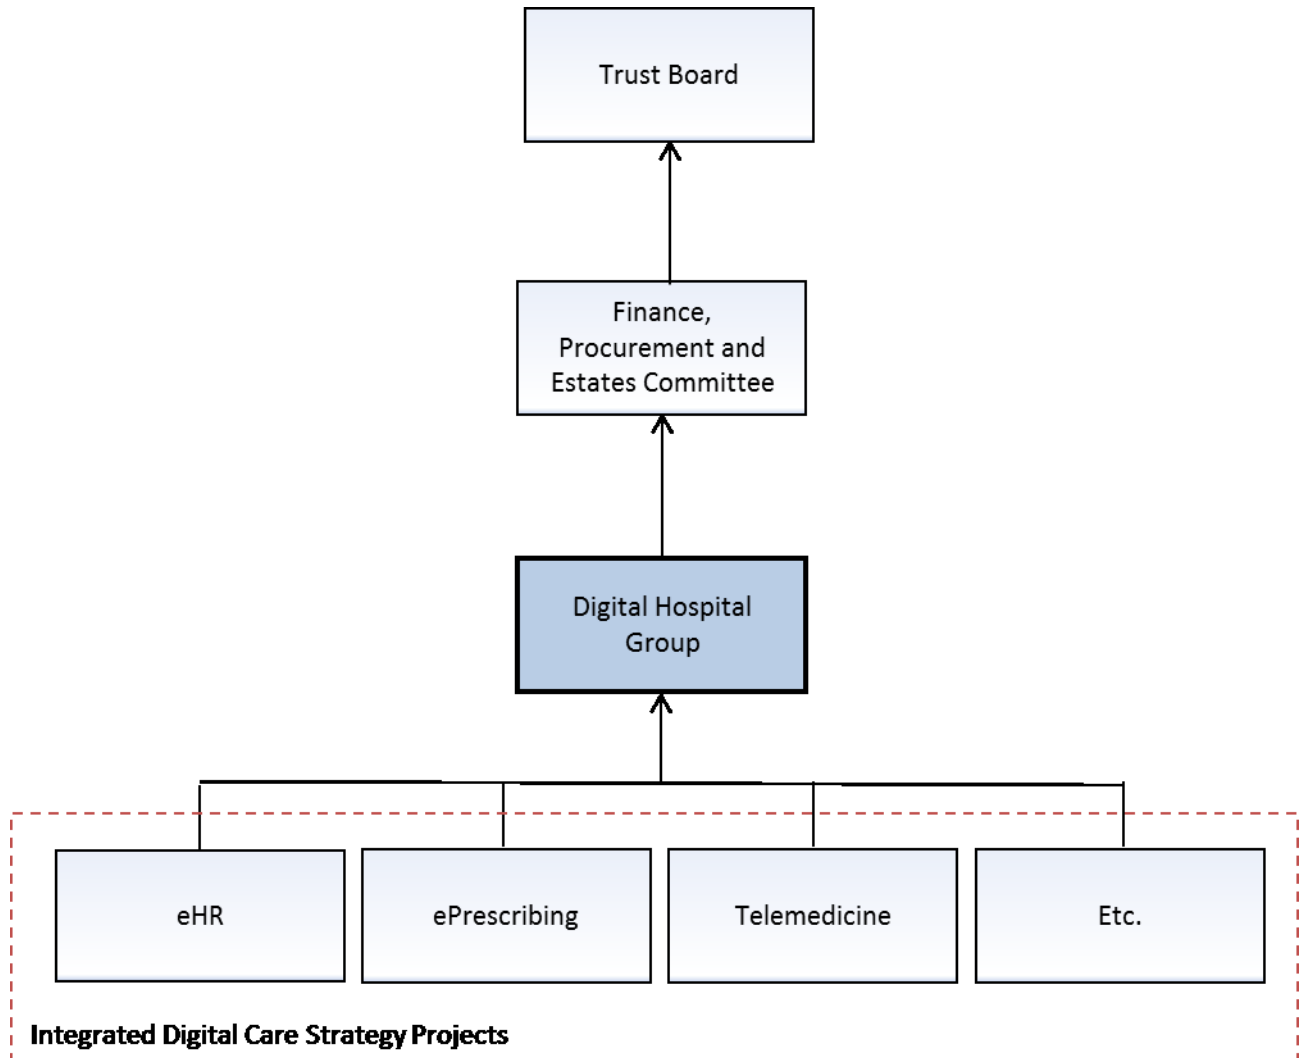 Trust Board
Finance,
Procurement and
Estates Committee
Digital Hospital
Group
eHR
ePrescribing
Telemedicine
Etc.
Integrated Digital Care Strategy Projects